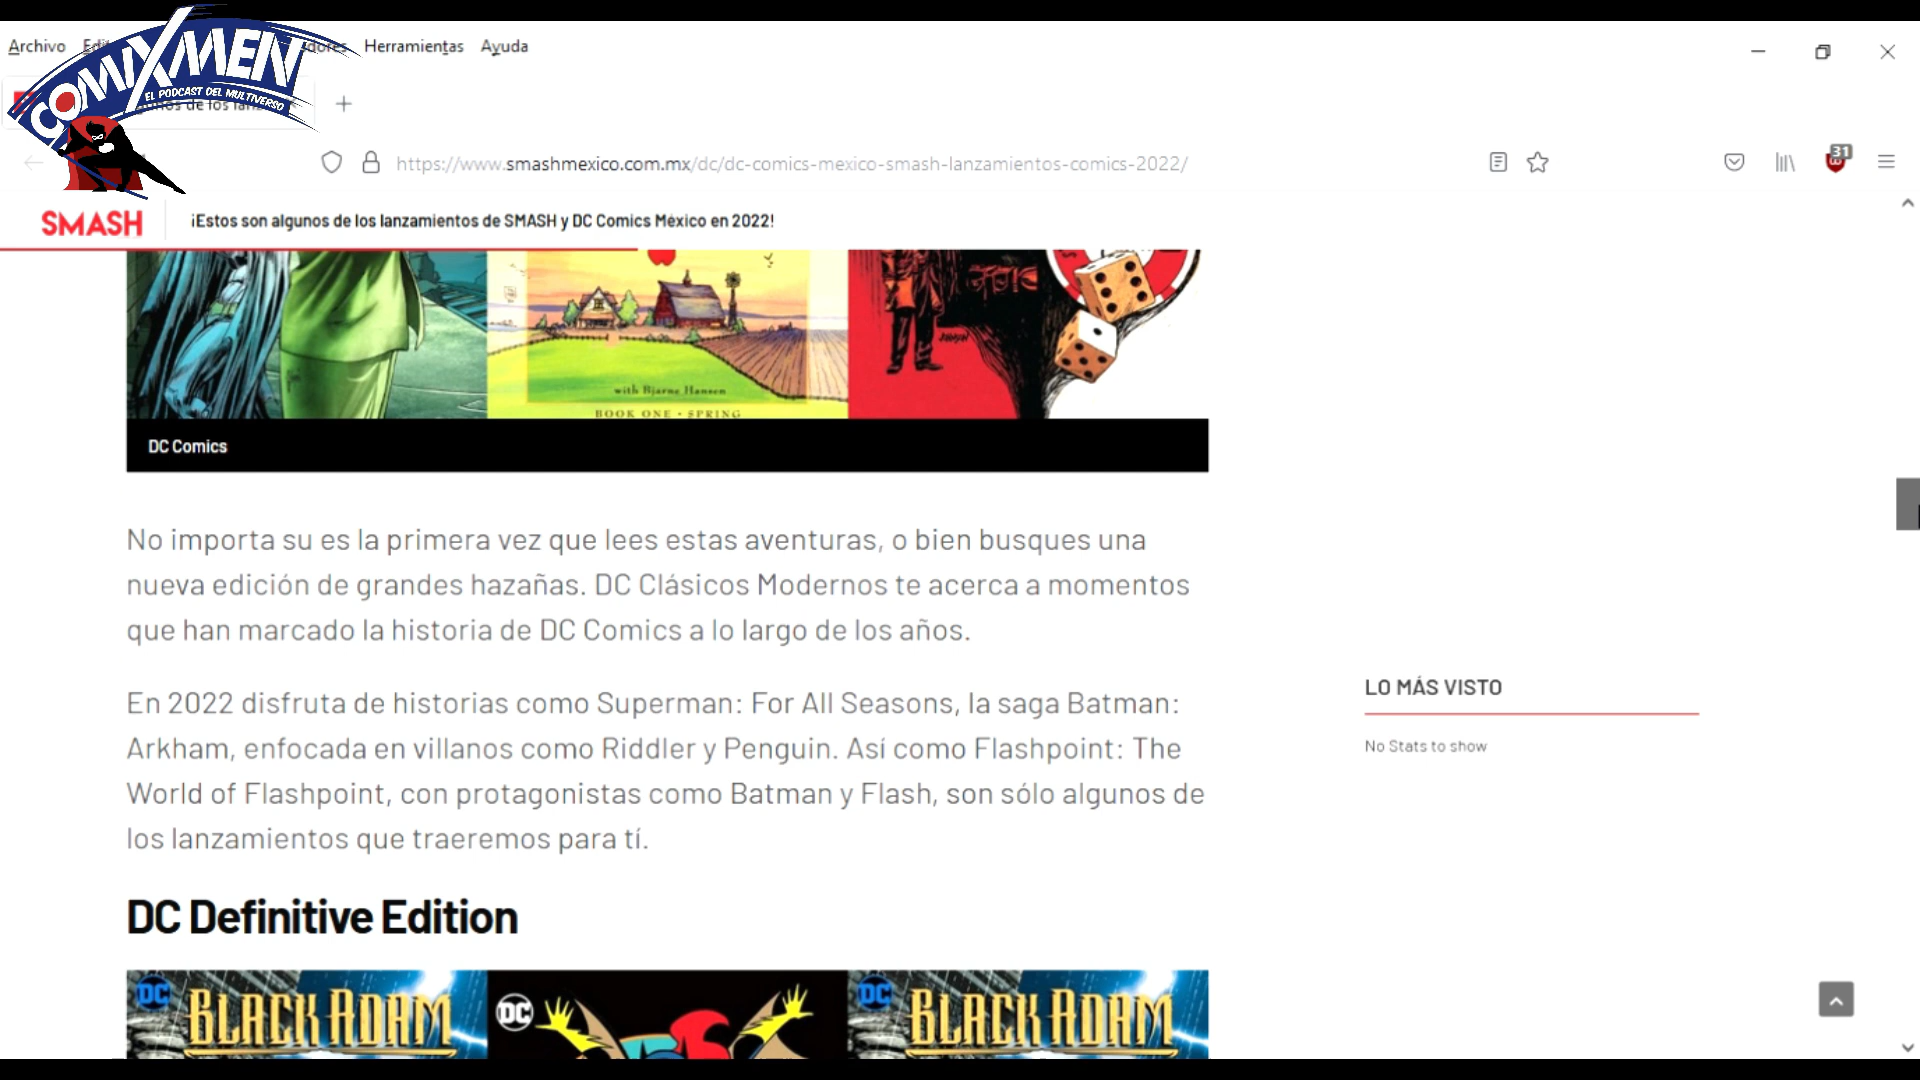 Archivo
Herramientas
Ayuda
COMIXMEN
EL PODCAST DEL MULTIVERSO
https://www.smashmexico.com.mx/dc/dc-comics-mexico-smash-lanzamientos-comics-2022/
31
SMASH
¡Estos son algunos de los lanzamientos de SMASH y DC Comics México en 2022!
with Bjarne Hansen
BOOK ONE · SPRING
DC Comics
No importa su es la primera vez que lees estas aventuras, o bien busques una
nueva edición de grandes hazañas. DC Clásicos Modernos te acerca a momentos
que han marcado la historia de DC Comics a lo largo de los años.
En 2022 disfruta de historias como Superman: For All Seasons, la saga Batman:
Arkham, enfocada en villanos como Riddler y Penguin. Así como Flashpoint: The
World of Flashpoint, con protagonistas como Batman y Flash, son sólo algunos de
los lanzamientos que traeremos para tí.
LO MÁS VISTO
No Stats to show
DC Definitive Edition
DC BLACK ADAM
DC
DC BLACK ADAM